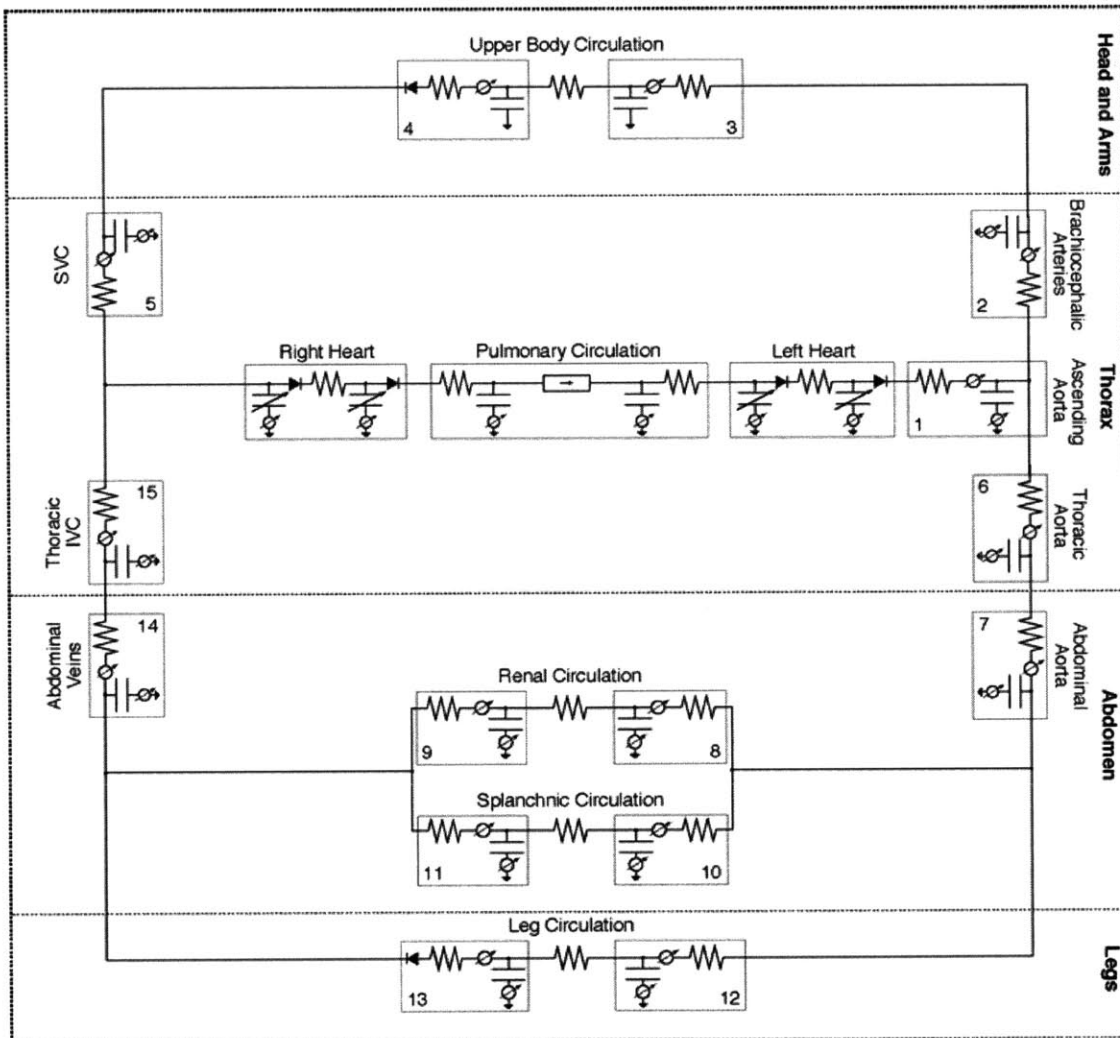 Upper Body Circulation
4
3
Head and Arms
SVC
5
Brachiocephalic
Arteries
2
Right Heart
Pulmonary Circulation
Left Heart
Ascending
Aorta
1
Thorax
Thoracic
IVC
15
6
Thoracic
Aorta
Abdominal
Veins
14
7
Abdominal
Aorta
Renal Circulation
9
8
Abdomen
Splanchnic Circulation
11
10
Leg Circulation
13
12
Legs